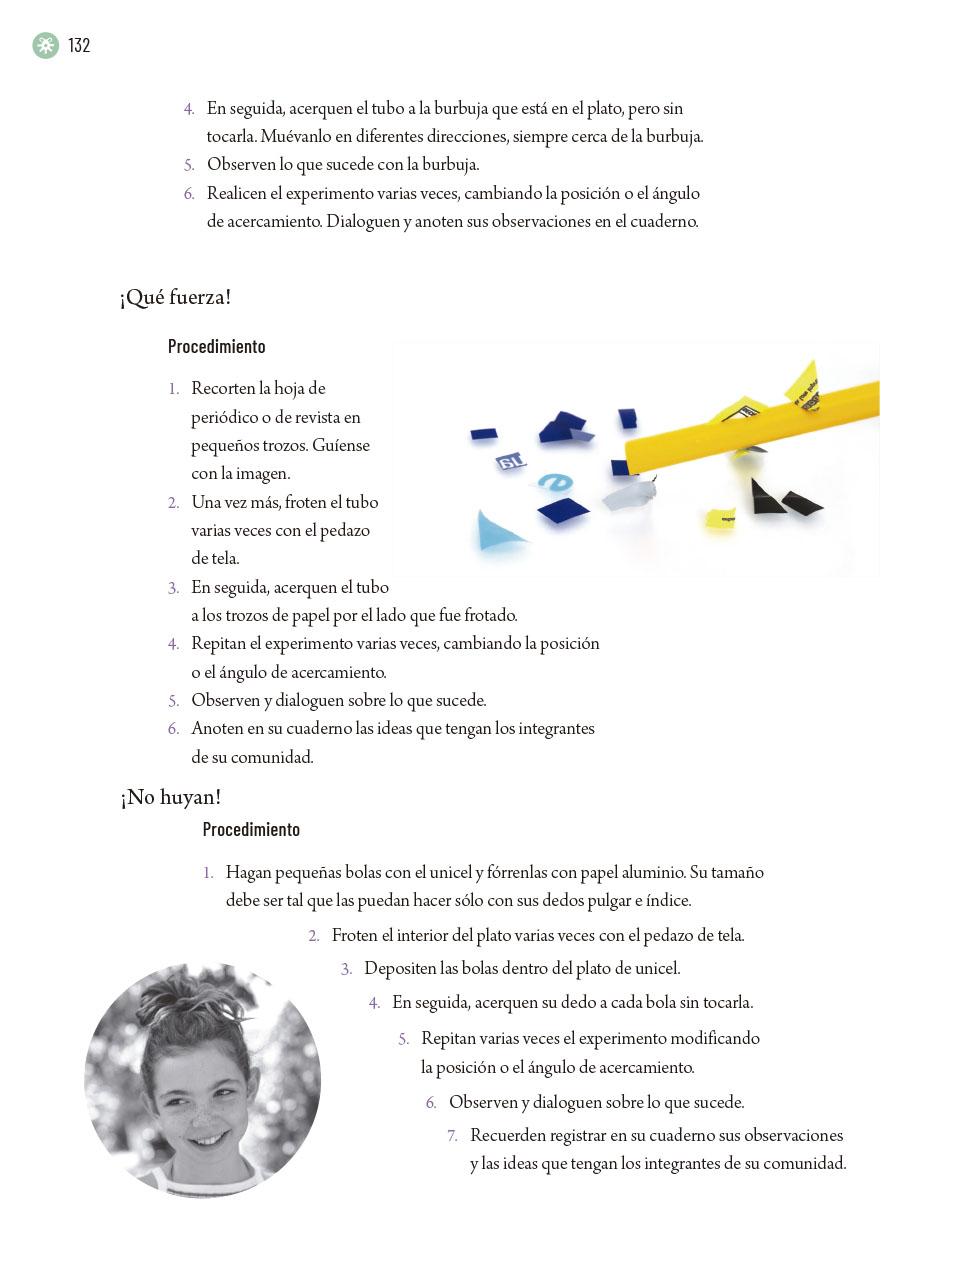 132
4. En seguida, acerquen el tubo a la burbuja que está en el plato, pero sin
tocarla. Muévanlo en diferentes direcciones, siempre cerca de la burbuja.
5. Observen lo que sucede con la burbuja.
6. Realicen el experimento varias veces, cambiando la posición o el ángulo
de acercamiento. Dialoguen y anoten sus observaciones en el cuaderno.
¡Qué fuerza!
Procedimiento
1. Recorten la hoja de
periódico o de revista en
pequeños trozos. Guíense
con la imagen.
2. Una vez más, froten el tubo
varias veces con el pedazo
de tela.
3. En seguida, acerquen el tubo
a los trozos de papel por el lado que fue frotado.
4. Repitan el experimento varias veces, cambiando la posición
o el ángulo de acercamiento.
5. Observen y dialoguen sobre lo que sucede.
6. Anoten en su cuaderno las ideas que tengan los integrantes
de su comunidad.
¡No huyan!
Procedimiento
1. Hagan pequeñas bolas con el unicel y fórrenlas con papel aluminio. Su tamaño
debe ser tal que las puedan hacer sólo con sus dedos pulgar e índice.
2. Froten el interior del plato varias veces con el pedazo de tela.
3. Depositen las bolas dentro del plato de unicel.
4. En seguida, acerquen su dedo a cada bola sin tocarla.
5. Repitan varias veces el experimento modificando
la posición o el ángulo de acercamiento.
6. Observen y dialoguen sobre lo que sucede.
7. Recuerden registrar en su cuaderno sus observaciones
y las ideas que tengan los integrantes de su comunidad.